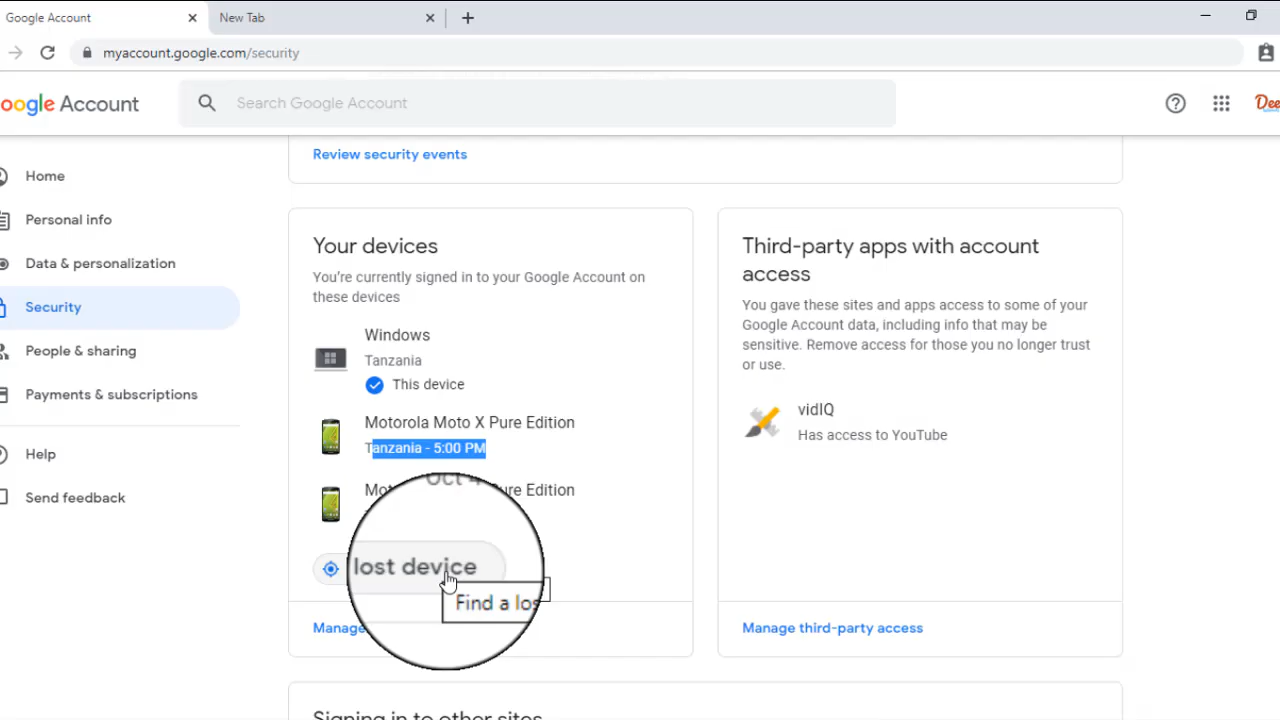 Google Account
New Tab
myaccount.google.com/security
oogle Account
Search Google Account
Dee
Home
Personal info
Data & personalization
Security
People & sharing
Payments & subscriptions
Help
Send feedback
Review security events
Your devices
You're currently signed in to your Google Account on
these devices
Windows
Tanzania
This device
Motorola Moto X Pure Edition
Tanzania - 5:00 PM
Pure Edition
Oct
lost device
Find a los
Manage
Third-party apps with account
access
You gave these sites and apps access to some of your
Google Account data, including info that may be
sensitive. Remove access for those you no longer trust
or use.
vidIQ
Has access to YouTube
Manage third-party access
Signing in to other sites